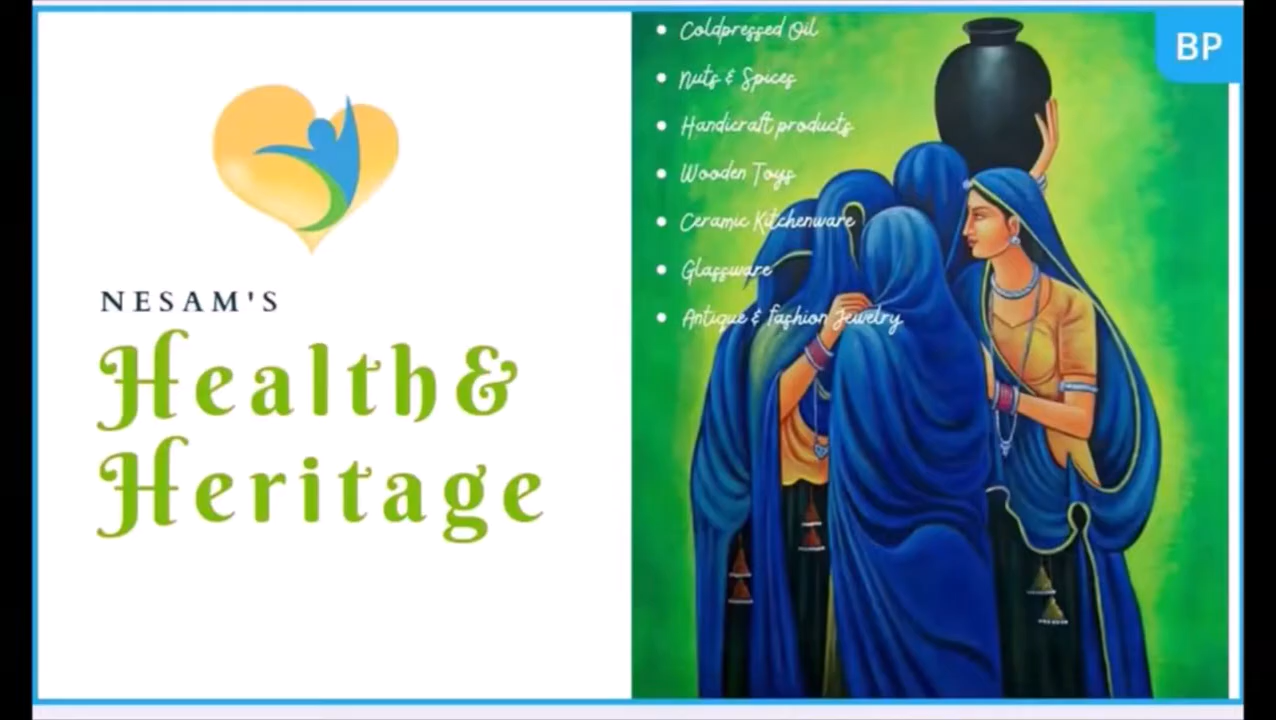 NESAM'S
Health&
Heritage
• Coldpressed Oil
• Nuts & Spices
• Handicraft products
• Wooden Toys
• Ceramic Kitchenware
• Glassware
• Antique & fashion Jewelry
BP